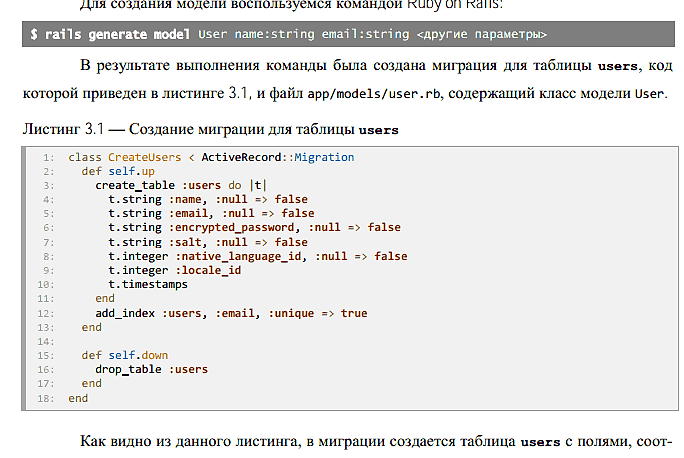 Для создания модели воспользуемся командой Ruby on Rails:
$ rails generate model User name:string email:string <другие параметры>
В результате выполнения команды была создана миграция для таблицы users, код
которой приведен в листинге 3.1, и файл app/models/user.rb, содержащий класс модели User.
Листинг 3.1 — Создание миграции для таблицы users
1: class CreateUsers < ActiveRecord::Migration
2: def self.up
3: create_table :users do |t|
4: t.string :name, :null => false
5: t.string :email, :null => false
6: t.string :encrypted_password, :null => false
7: t.string :salt, :null => false
8: t.integer :native_language_id, :null => false
9: t.integer :locale_id
10: t.timestamps
11: end
12: add_index :users, :email, :unique => true
13: end
14:
15: def self.down
16: drop_table :users
17: end
18: end
Как видно из данного листинга, в миграции создается таблица users с полями, соот-